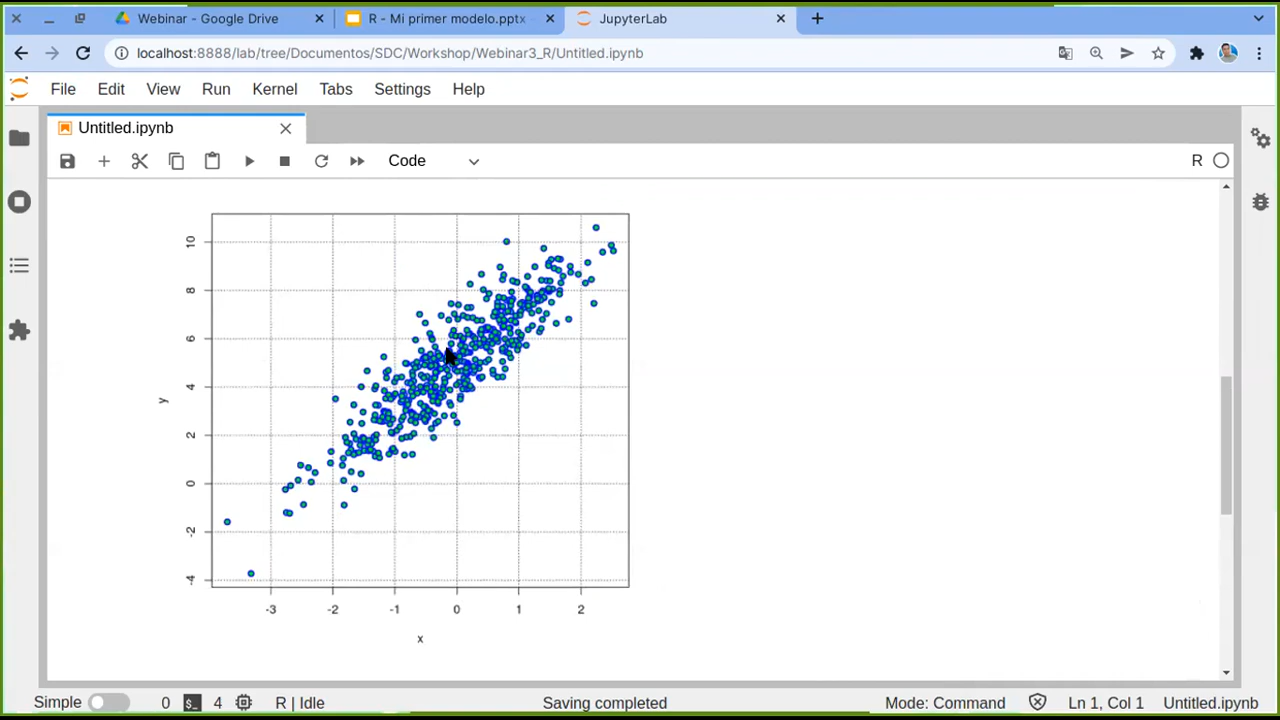 Webinar - Google Drive
R - Mi primer modelo.pptx -
JupyterLab
localhost:8888/lab/tree/Documentos/SDC/Workshop/Webinar3_R/Untitled.ipynb
File Edit View Run Kernel Tabs Settings Help
Untitled.ipynb
Code
R
10
8
6
4
2
0
-2
-4
y
-3 -2 -1 0 1 2
x
Simple 0 $_ 4 R | Idle Saving completed Mode: Command Ln 1, Col 1 Untitled.ipynb